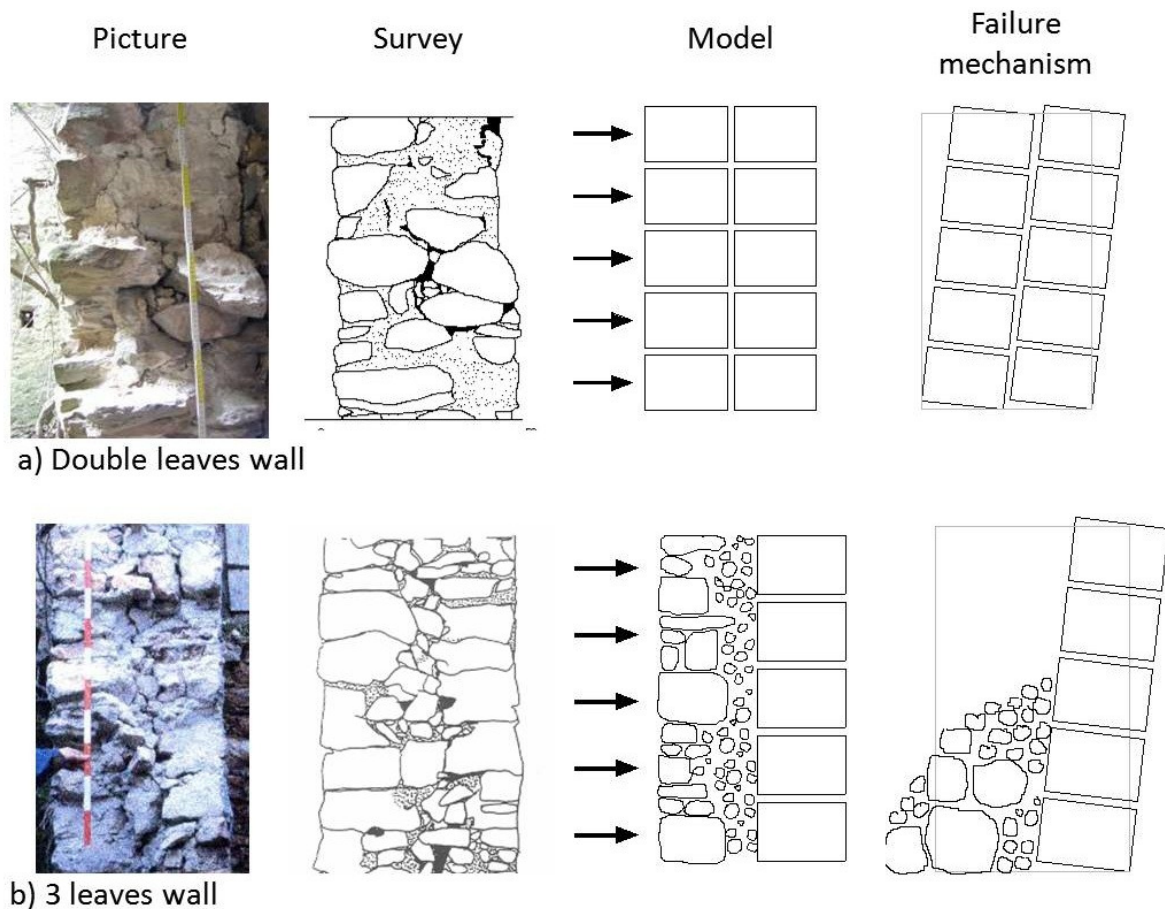 Picture
Survey
Model
Failure
mechanism
a) Double leaves wall
b) 3 leaves wall